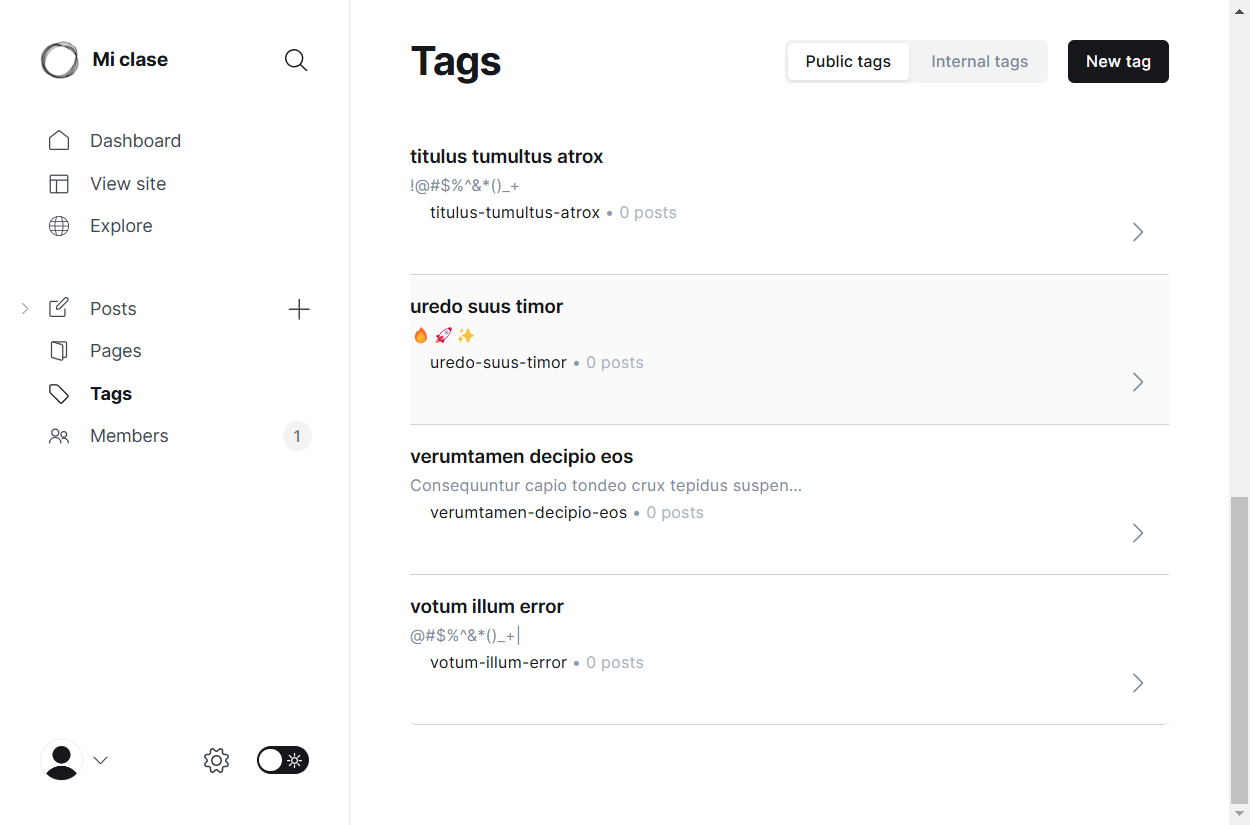 Mi clase
Dashboard
View site
Explore
Posts
Pages
Tags
Members
1
Tags
Public tags
Internal tags
New tag
titulus tumultus atrox
!@#$%^&*()_+
titulus-tumultus-atrox • 0 posts
uredo suus timor
🔥 🚀 ✨
uredo-suus-timor • 0 posts
verumtamen decipio eos
Consequuntur capio tondeo crux tepidus suspen...
verumtamen-decipio-eos • 0 posts
votum illum error
@#$%^&*()_+|
votum-illum-error • 0 posts